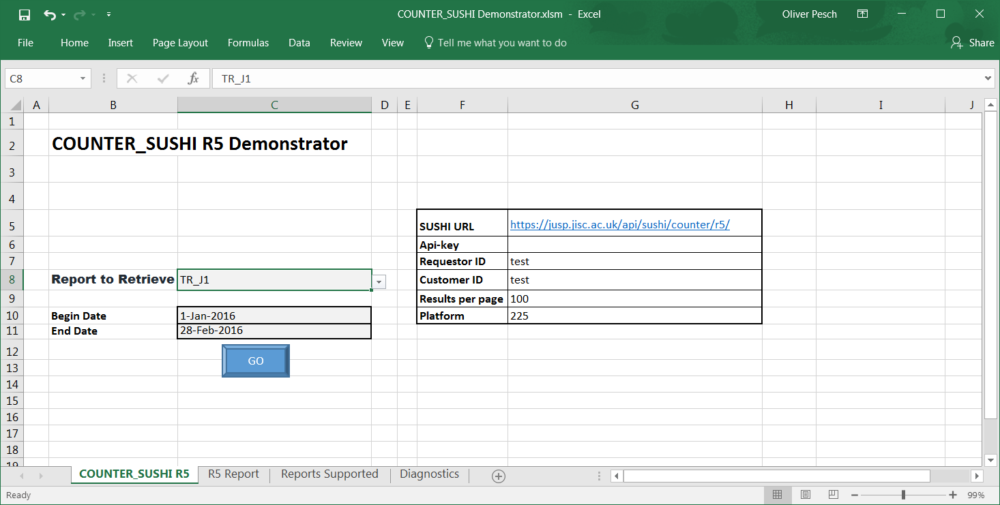 COUNTER_SUSHI Demonstrator.xlsm - Excel Oliver Pesch
File Home Insert Page Layout Formulas Data Review View Tell me what you want to do Share
C8 fx TR_J1
A B C D E F G H I J
1
2 COUNTER_SUSHI R5 Demonstrator
3
4
5 SUSHI URL https://jusp.jisc.ac.uk/api/sushi/counter/r5/
6 Api-key
7 Requestor ID test
8 Report to Retrieve TR_J1 Customer ID test
9 Results per page 100
10 Begin Date 1-Jan-2016 Platform 225
11 End Date 28-Feb-2016
12
GO
13
14
15
16
17
18
19
COUNTER_SUSHI R5 R5 Report Reports Supported Diagnostics
Ready 99%